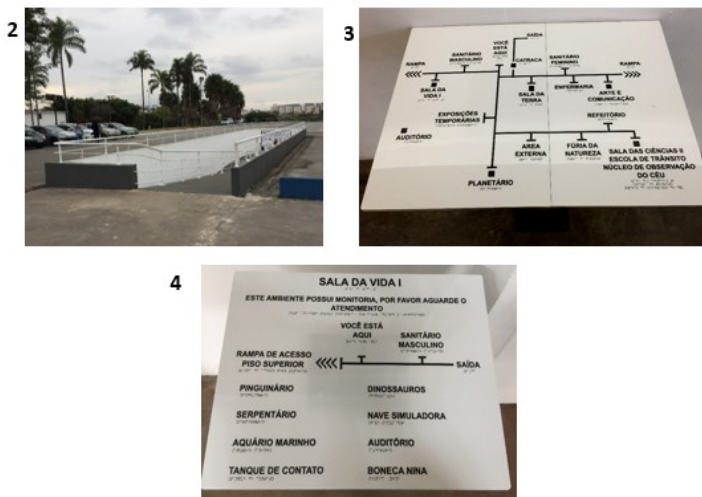 2
3
SAÍDA
VOCÊ
ESTÁ
AQUI
RAMPA
SANITÁRIO
MASCULINO
CATRACA
SANITÁRIO
FEMININO
RAMPA
SALA DA
VIDA I
SALA DA
TERRA
ENFERMARIA
ARTE E
COMUNICAÇÃO
EXPOSIÇÕES
TEMPORÁRIAS
REFEITÓRIO
AUDITÓRIO
ÁREA
EXTERNA
FÚRIA DA
NATUREZA
SALA DAS CIÊNCIAS II
ESCOLA DE TRÂNSITO
NÚCLEO DE OBSERVAÇÃO
DO CÉU
PLANETÁRIO
4
SALA DA VIDA I
ESTE AMBIENTE POSSUI MONITORIA, POR FAVOR AGUARDE O
ATENDIMENTO
VOCÊ ESTÁ
AQUI
SANITÁRIO
MASCULINO
RAMPA DE ACESSO
PISO SUPERIOR
SAÍDA
PINGUINÁRIO
DINOSSAUROS
SERPENTÁRIO
NAVE SIMULADORA
AQUÁRIO MARINHO
AUDITÓRIO
TANQUE DE CONTATO
BONECA NINA